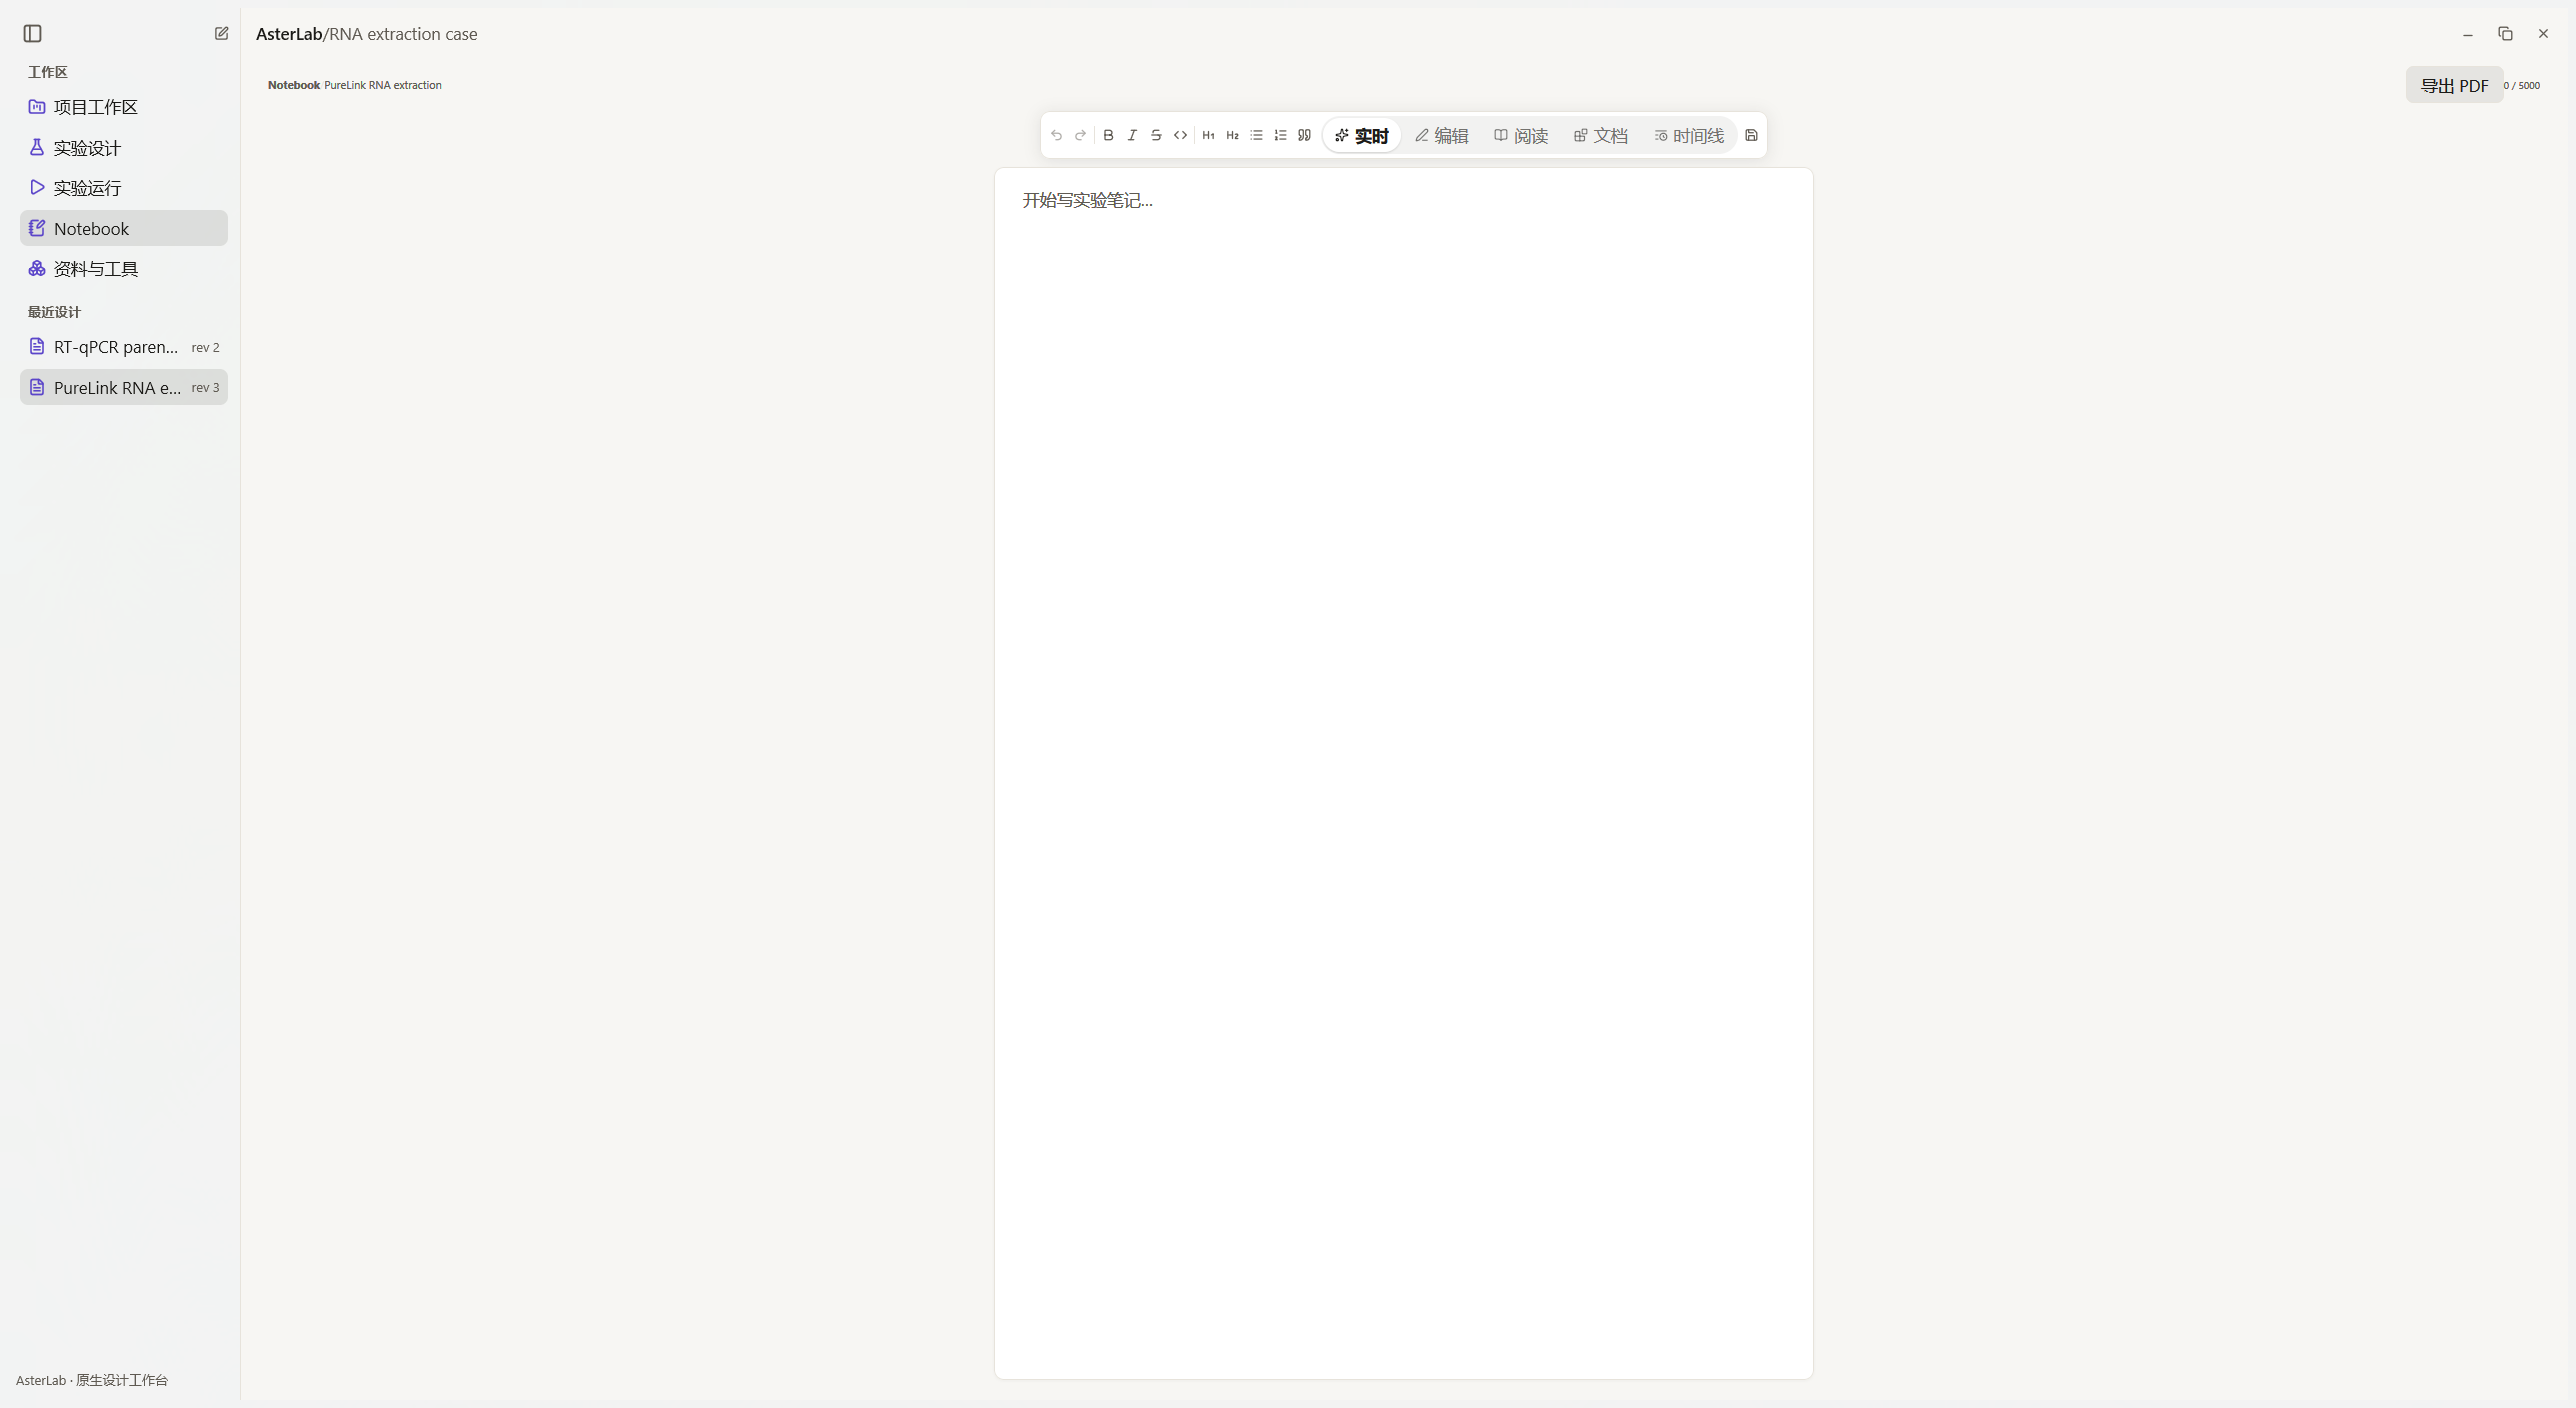 AsterLab/RNA extraction case
工作区
项目工作区
实验设计
实验运行
Notebook
资料与工具
最近设计
RT-qPCR paren... rev 2
PureLink RNA e... rev 3
AsterLab · 原生设计工作台
Notebook PureLink RNA extraction
导出 PDF 0 / 5000
B I S <> H1 H2 实时 编辑 阅读 文档 时间线
开始写实验笔记...